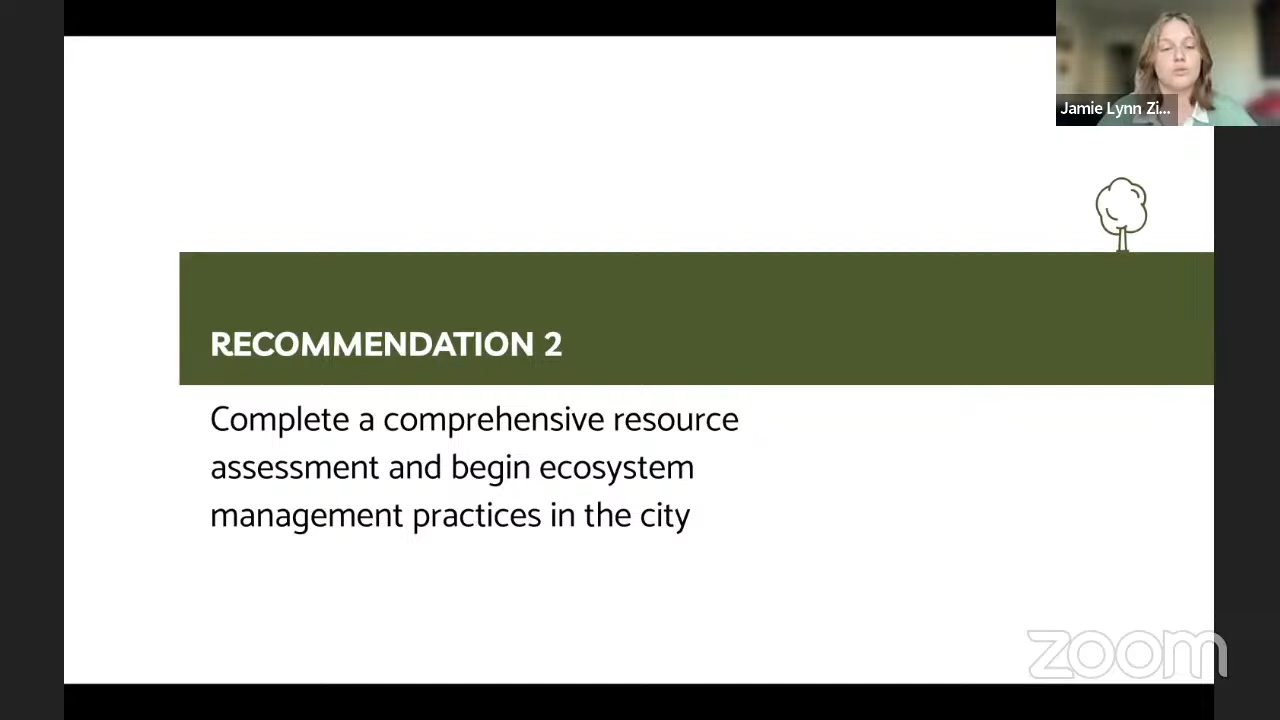 Jamie Lynn Zi...
RECOMMENDATION 2
Complete a comprehensive resource
assessment and begin ecosystem
management practices in the city
zoom